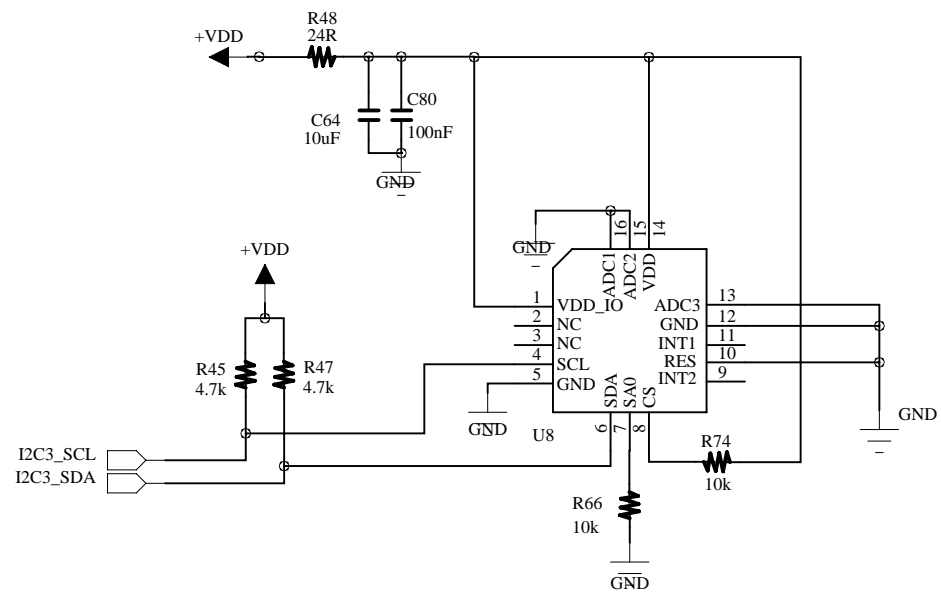 R48
+VDD
24R
C80
C64
10uF
100nF
GND
16
15
14
GND
ADC1
ADC2
VDD
+VDD
1
VDD_IO
ADC3
13
2
NC
GND
12
3
NC
INT1
11
4
SCL
RES
10
5
GND
INT2
9
R45
4.7k
R47
4.7k
SDA
SA0
CS
GND
U8
6
7
8
GND
R74
10k
I2C3_SCL
I2C3_SDA
R66
10k
GND